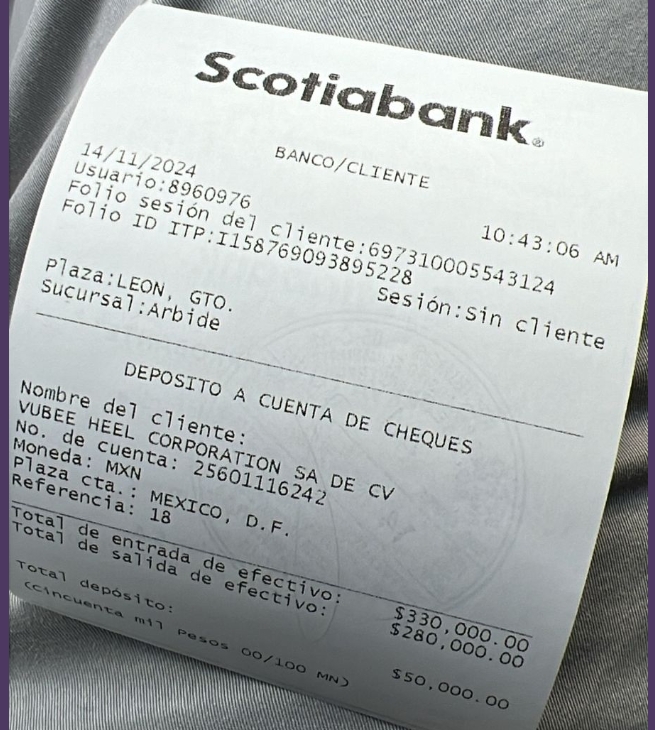 Scotiabank®
BANCO/CLIENTE
14/11/2024 10:43:06 AM
Usuario:8960976
Folio sesión del cliente:697310005543124
Folio ID ITP:I158769093895228
Sesión:Sin cliente
Plaza:LEON, GTO.
Sucursal:Arbide
DEPOSITO A CUENTA DE CHEQUES
Nombre del cliente:
VUBEE HEEL CORPORATION SA DE CV
No. de cuenta: 25601116242
Moneda: MXN
Plaza cta.: MEXICO, D.F.
Referencia: 18
Total de entrada de efectivo: $330,000.00
Total de salida de efectivo: $280,000.00
Total depósito: $50,000.00
(Cincuenta mil pesos 00/100 MN)